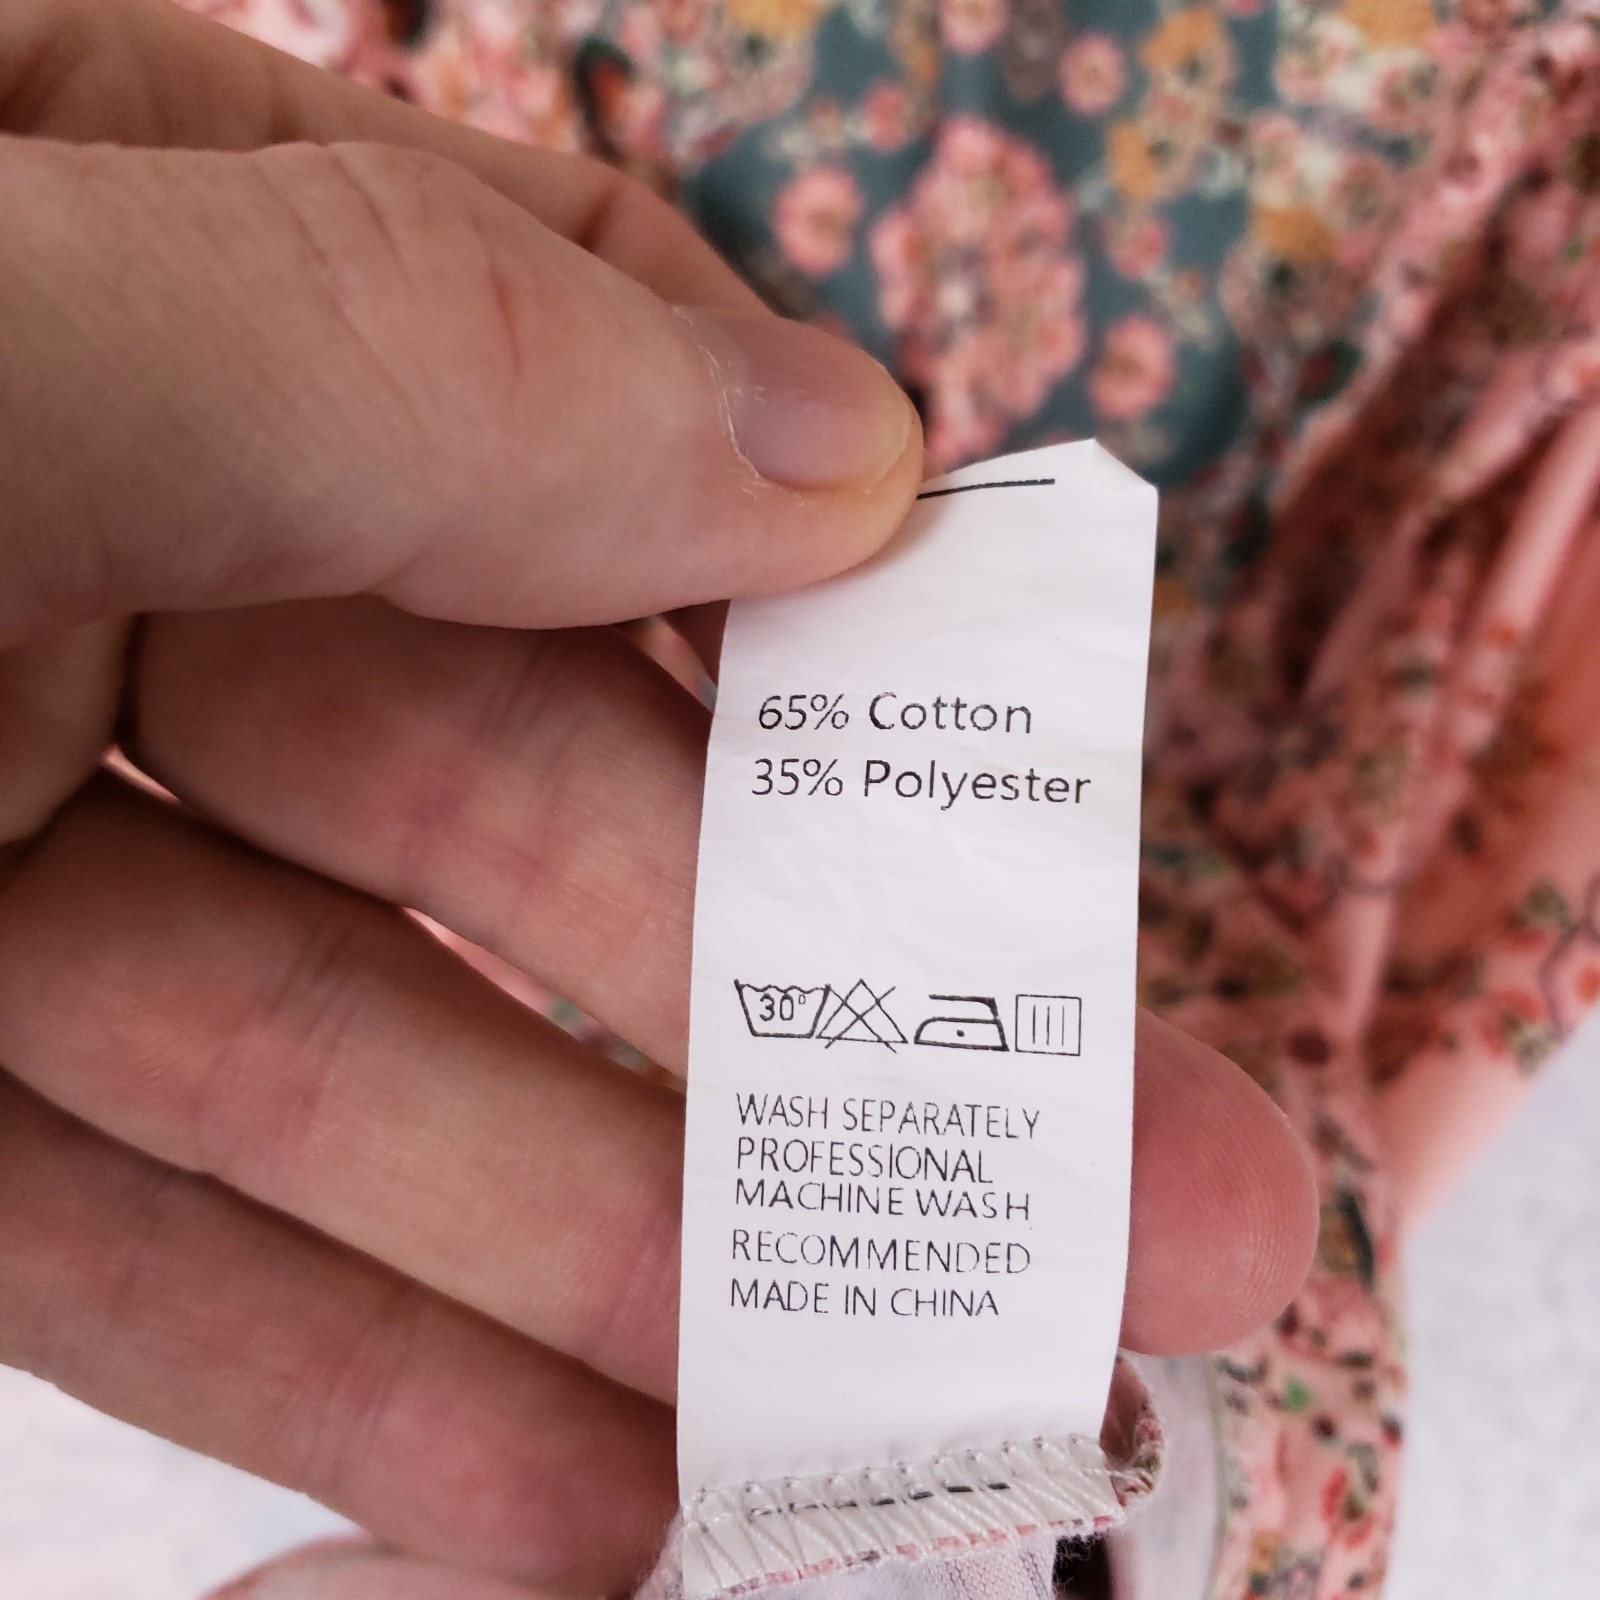 65% Cotton
35% Polyester
30°
WASH SEPARATELY
PROFESSIONAL
MACHINE WASH
RECOMMENDED
MADE IN CHINA